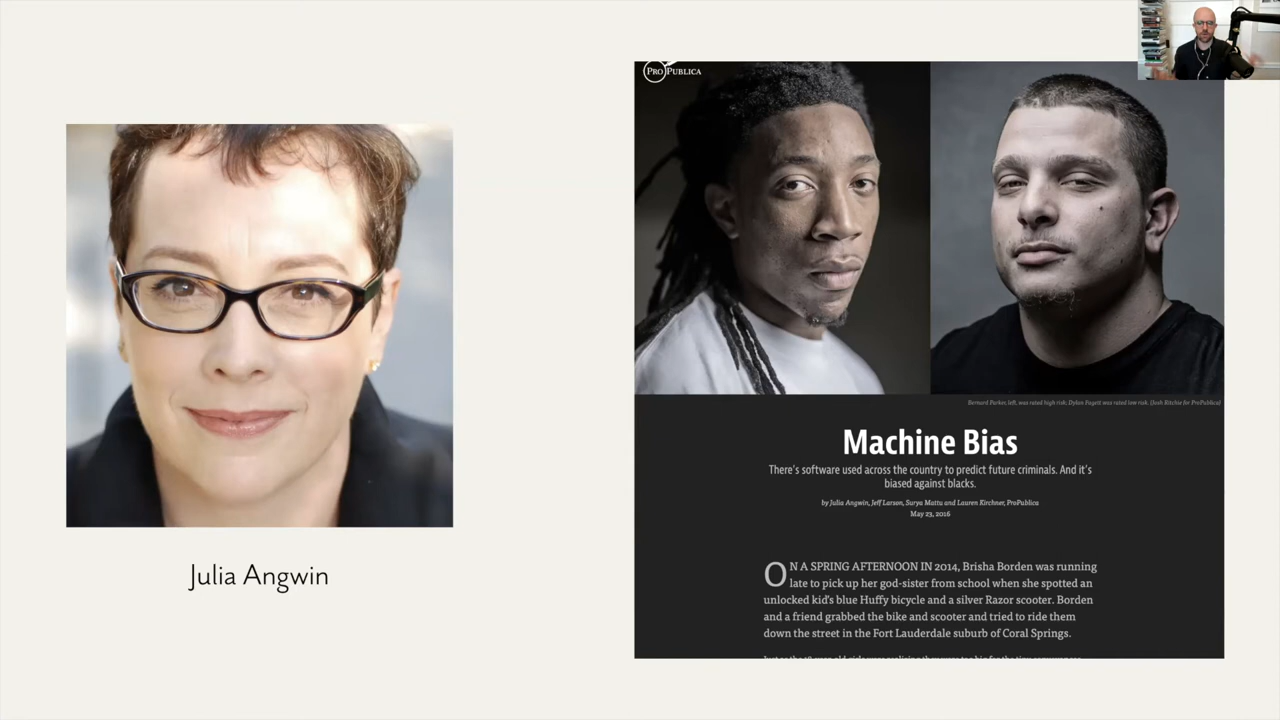 PROPUBLICA
Bernard Parker, left, was rated high risk; Dylan Fugett was rated low risk. (Josh Ritchie for ProPublica)
Machine Bias
There's software used across the country to predict future criminals. And it's
biased against blacks.
by Julia Angwin, Jeff Larson, Surya Mattu and Lauren Kirchner, ProPublica
May 23, 2016
ON A SPRING AFTERNOON IN 2014, Brisha Borden was running
late to pick up her god-sister from school when she spotted an
unlocked kid's blue Huffy bicycle and a silver Razor scooter. Borden
and a friend grabbed the bike and scooter and tried to ride them
down the street in the Fort Lauderdale suburb of Coral Springs.
Julia Angwin